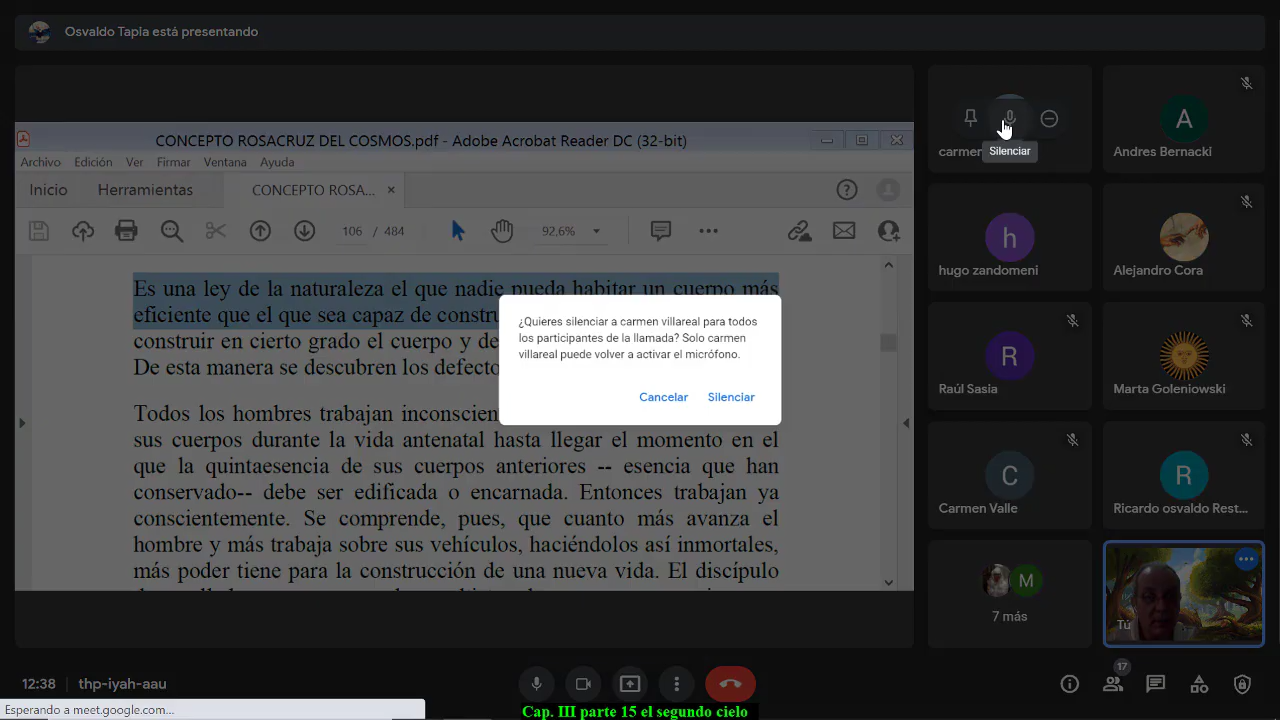 Osvaldo Tapia está presentando
CONCEPTO ROSACRUZ DEL COSMOS.pdf - Adobe Acrobat Reader DC (32-bit)
Archivo Edición Ver Firmar Ventana Ayuda
Inicio Herramientas CONCEPTO ROSA... ×
106 / 484 92,6%
Es una ley de la naturaleza el que nadie pueda habitar un cuerpo más
eficiente que el que sea capaz de constru
construir en cierto grado el cuerpo y de
De esta manera se descubren los defecto
Todos los hombres trabajan inconscien
sus cuerpos durante la vida antenatal hasta llegar el momento en el
que la quintaesencia de sus cuerpos anteriores -- esencia que han
conservado-- debe ser edificada o encarnada. Entonces trabajan ya
conscientemente. Se comprende, pues, que cuanto más avanza el
hombre y más trabaja sobre sus vehículos, haciéndolos así inmortales,
más poder tiene para la construcción de una nueva vida. El discípulo
¿Quieres silenciar a carmen villareal para todos
los participantes de la llamada? Solo carmen
villareal puede volver a activar el micrófono.
Cancelar Silenciar
carmen
Silenciar
A
Andres Bernacki
h
hugo zandomeni
Alejandro Cora
R
Raúl Sasia
Marta Goleniowski
C
Carmen Valle
R
Ricardo osvaldo Rest...
M
7 más
Tú
12:38 thp-iyah-aau
17
Esperando a meet.google.com...
Cap. III parte 15 el segundo cielo